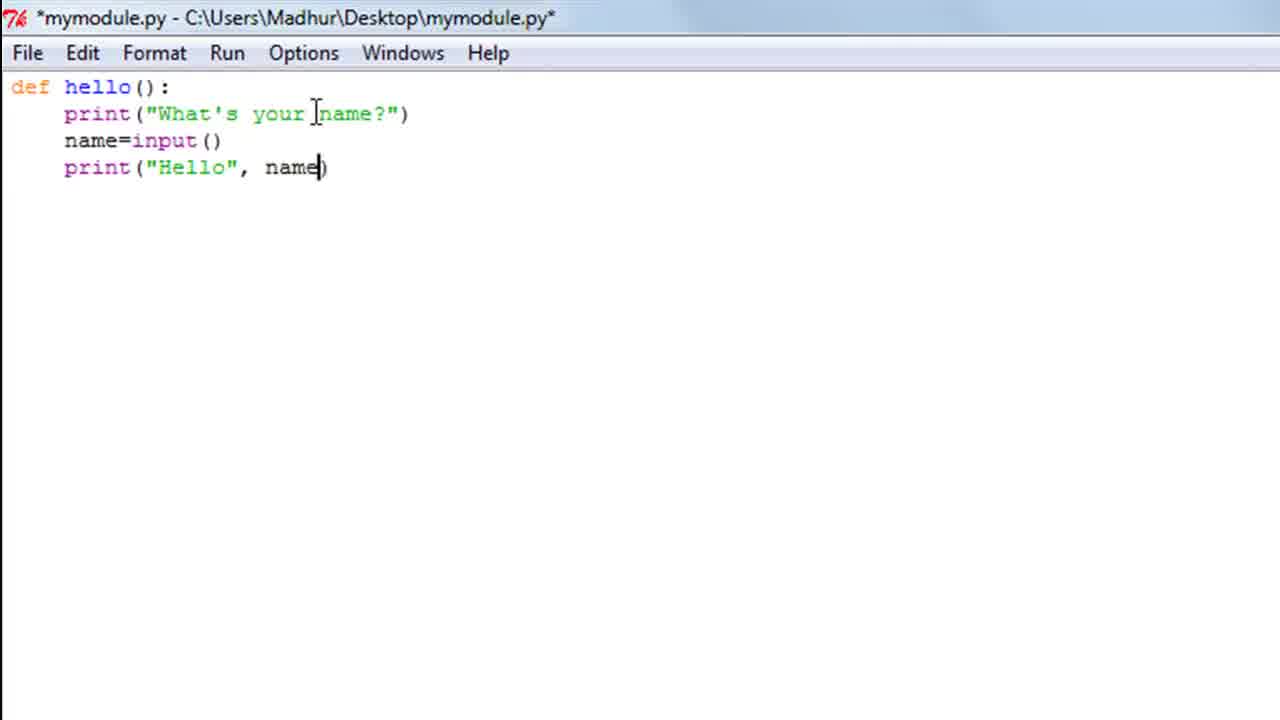 *mymodule.py - C:\Users\Madhur\Desktop\mymodule.py*
File Edit Format Run Options Windows Help
def hello():
    print("What's your name?")
    name=input()
    print("Hello", name)